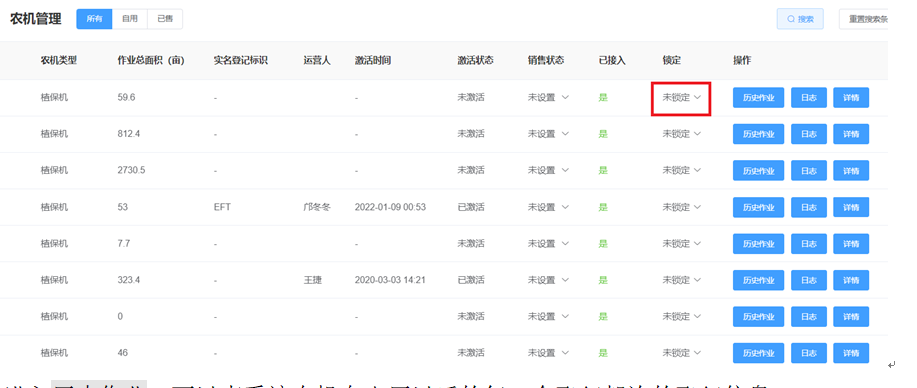 农机管理 所有 自用 已售 搜索 重置搜索条
农机类型 作业总面积（亩） 实名登记标识 运营人 激活时间 激活状态 销售状态 已接入 锁定 操作
植保机 59.6 - - 未激活 未设置 是 未锁定 历史作业 日志 详情
植保机 812.4 - - 未激活 未设置 是 未锁定 历史作业 日志 详情
植保机 2730.5 - - 未激活 未设置 是 未锁定 历史作业 日志 详情
植保机 53 EFT 邝冬冬 2022-01-09 00:53 已激活 未设置 是 未锁定 历史作业 日志 详情
植保机 7.7 - - 未激活 未设置 是 未锁定 历史作业 日志 详情
植保机 323.4 - 王捷 2020-03-03 14:21 已激活 未设置 是 未锁定 历史作业 日志 详情
植保机 0 - - 未激活 未设置 是 未锁定 历史作业 日志 详情
植保机 46 - - 未激活 未设置 是 未锁定 历史作业 日志 详情